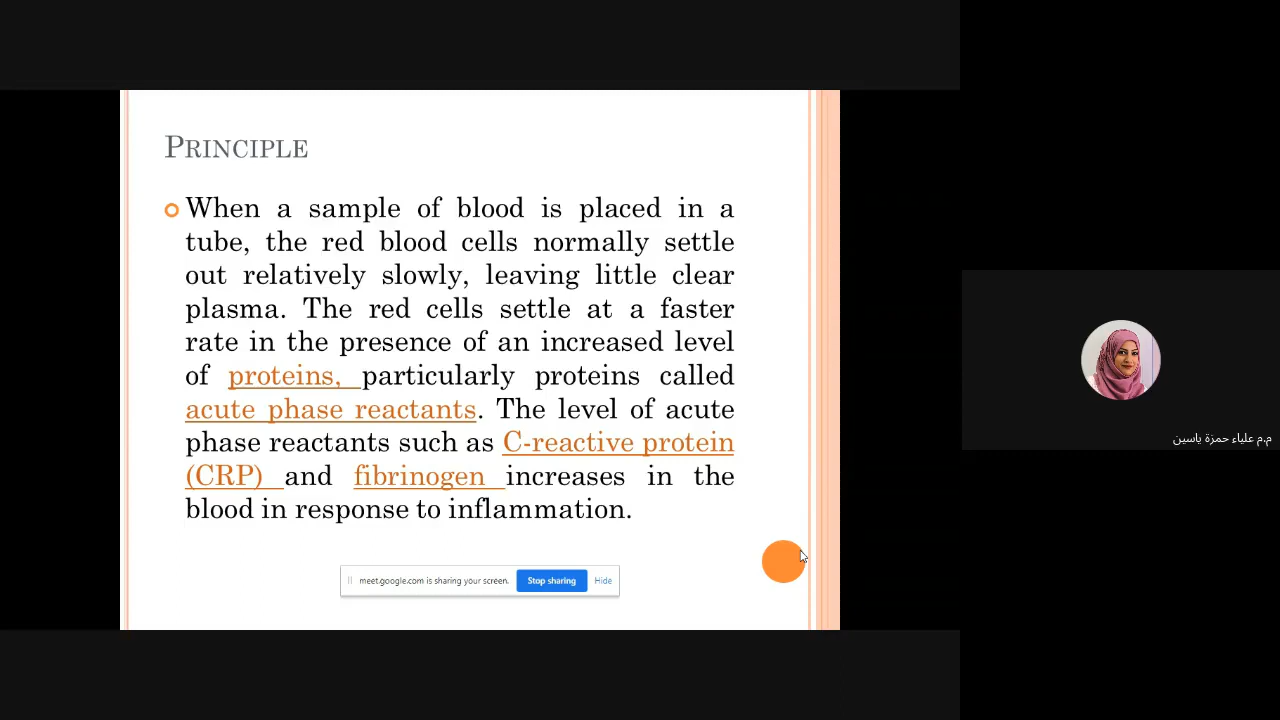 PRINCIPLE
When a sample of blood is placed in a
tube, the red blood cells normally settle
out relatively slowly, leaving little clear
plasma. The red cells settle at a faster
rate in the presence of an increased level
of proteins, particularly proteins called
acute phase reactants. The level of acute
phase reactants such as C-reactive protein
(CRP) and fibrinogen increases in the
blood in response to inflammation.
meet.google.com is sharing your screen. Stop sharing Hide
م.م علياء حمزة ياسين